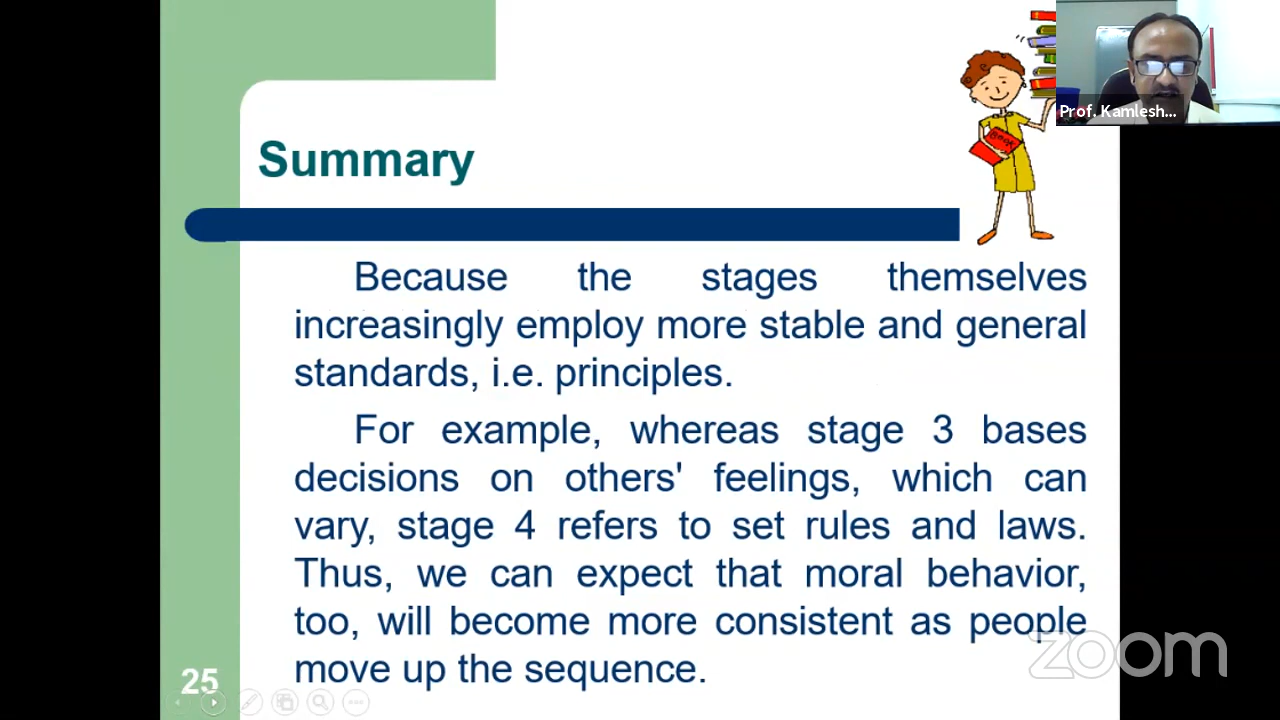 Prof. Kamlesh...
Book
Summary
Because the stages themselves
increasingly employ more stable and general
standards, i.e. principles.
For example, whereas stage 3 bases
decisions on others' feelings, which can
vary, stage 4 refers to set rules and laws.
Thus, we can expect that moral behavior,
too, will become more consistent as people
move up the sequence.
zoom
25